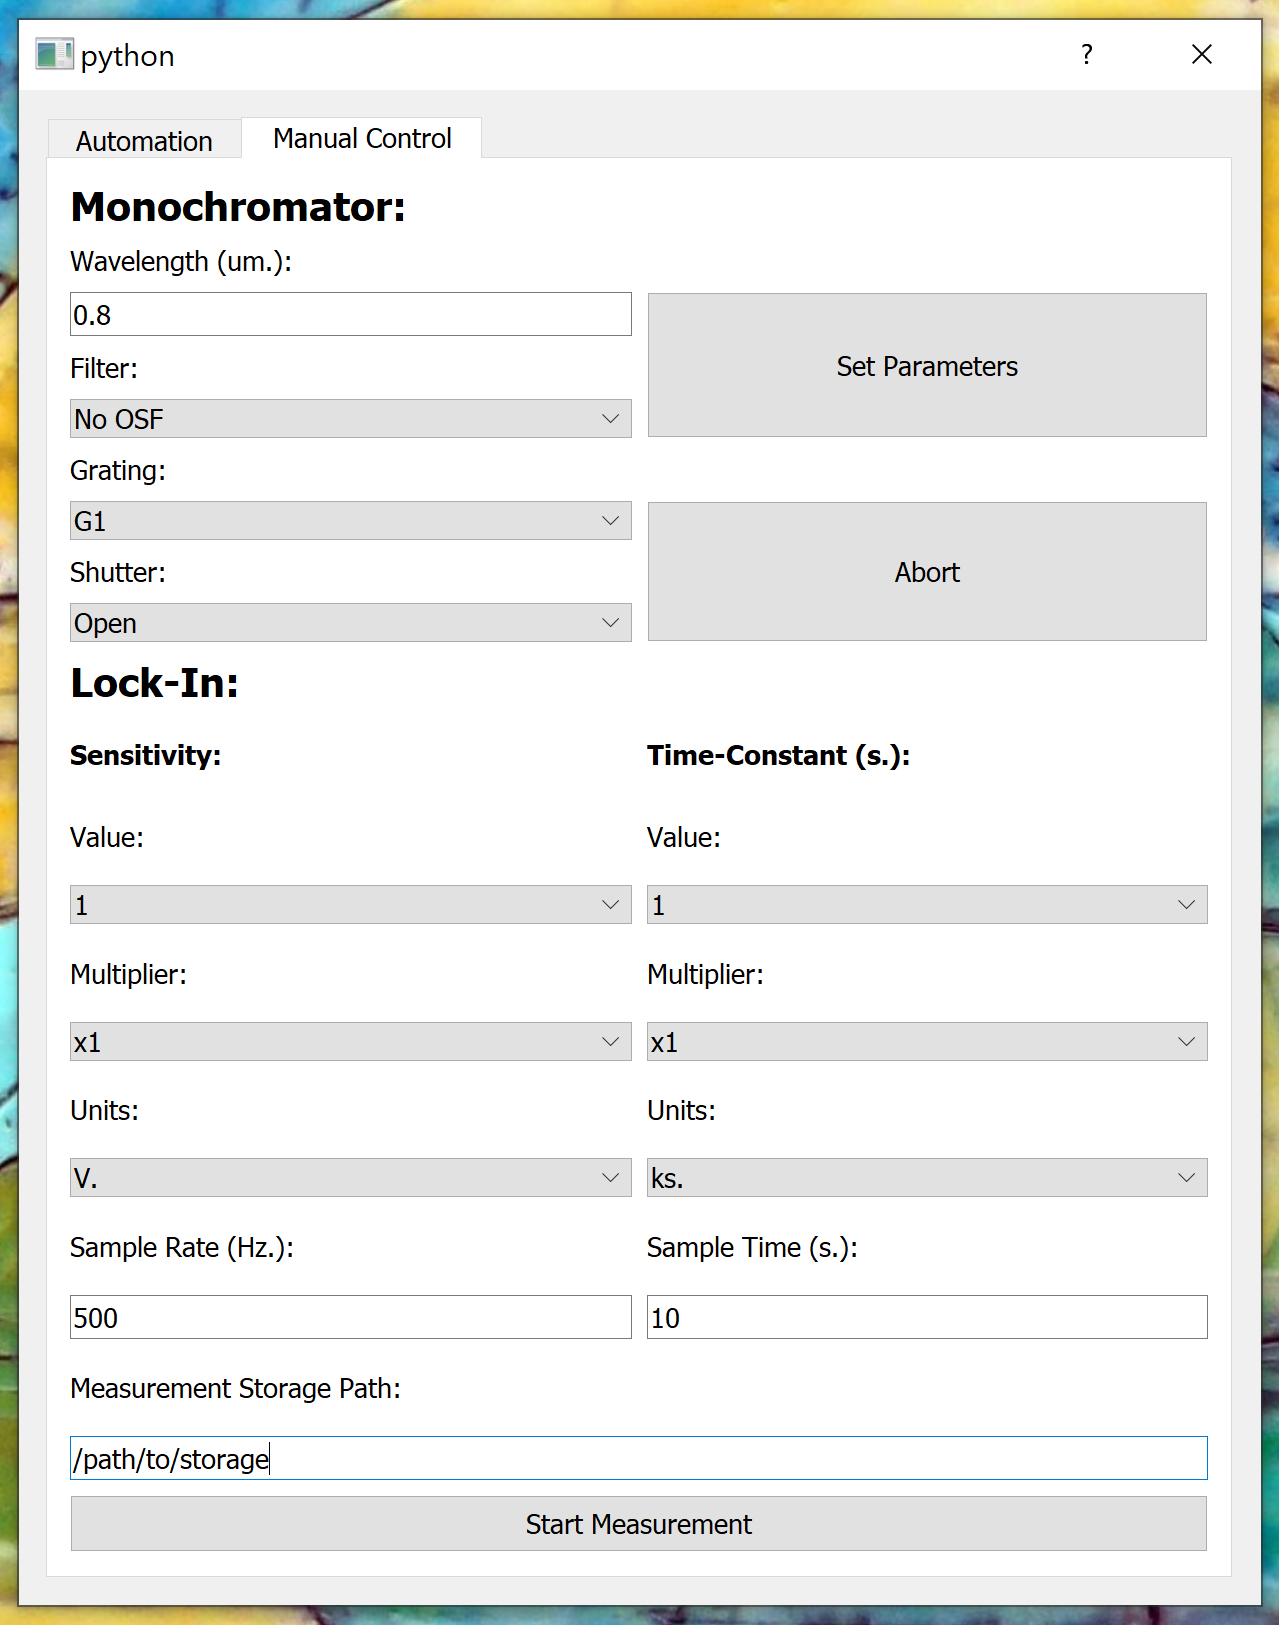 python
?
Automation Manual Control
Monochromator:
Wavelength (um.):
0.8
Set Parameters
Filter:
No OSF
Grating:
G1
Abort
Shutter:
Open
Lock-In:
Sensitivity: Time-Constant (s.):
Value: Value:
1 1
Multiplier: Multiplier:
x1 x1
Units: Units:
V. ks.
Sample Rate (Hz.): Sample Time (s.):
500 10
Measurement Storage Path:
/path/to/storage
Start Measurement